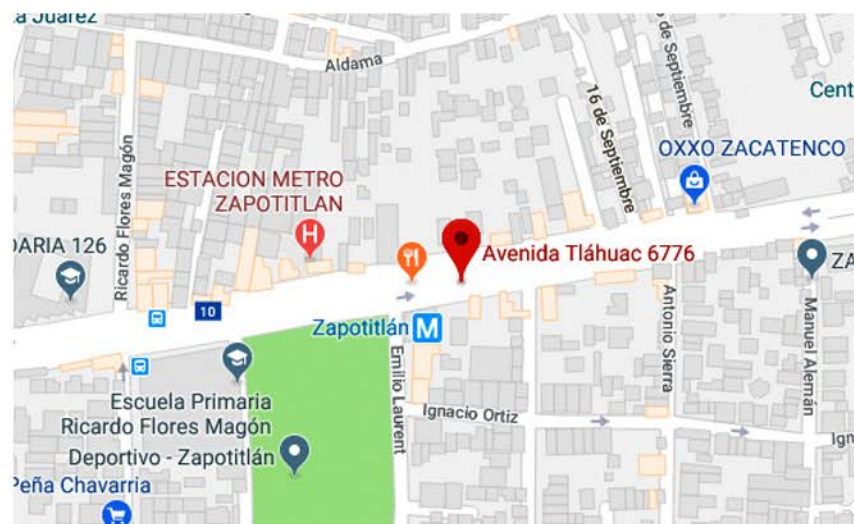 Juárez
Aldama
16 de Septiembre
de Septiembre
Cent
OXXO ZACATENCO
Ricardo Flores Magón
ESTACION METRO
ZAPOTITLAN
H
DARIA 126
Avenida Tláhuac 6776
ZA
10
Zapotitlán
M
Emilio Laurent
Antonio Sierra
Manuel Alemán
Escuela Primaria
Ricardo Flores Magón
Ignacio Ortiz
Ign
Deportivo - Zapotitlán
Peña Chavarria